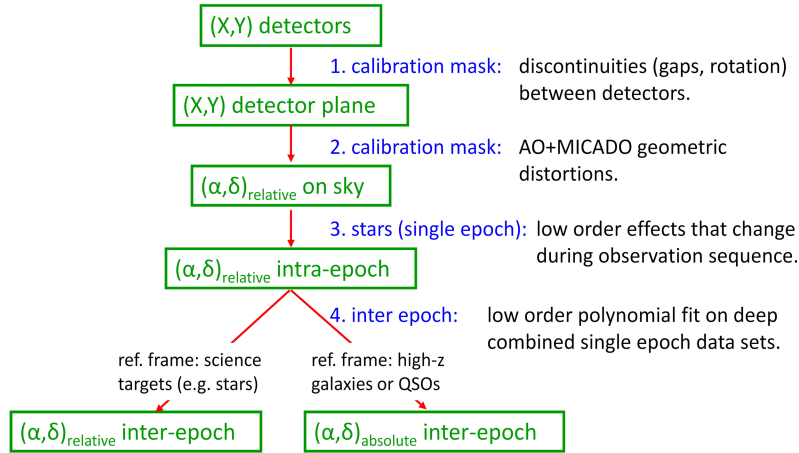 (X,Y) detectors
1. calibration mask: discontinuities (gaps, rotation)
between detectors.
(X,Y) detector plane
2. calibration mask: AO+MICADO geometric
distortions.
(α,δ)relative on sky
3. stars (single epoch): low order effects that change
during observation sequence.
(α,δ)relative intra-epoch
4. inter epoch: low order polynomial fit on deep
combined single epoch data sets.
ref. frame: science
targets (e.g. stars)
ref. frame: high-z
galaxies or QSOs
(α,δ)relative inter-epoch
(α,δ)absolute inter-epoch